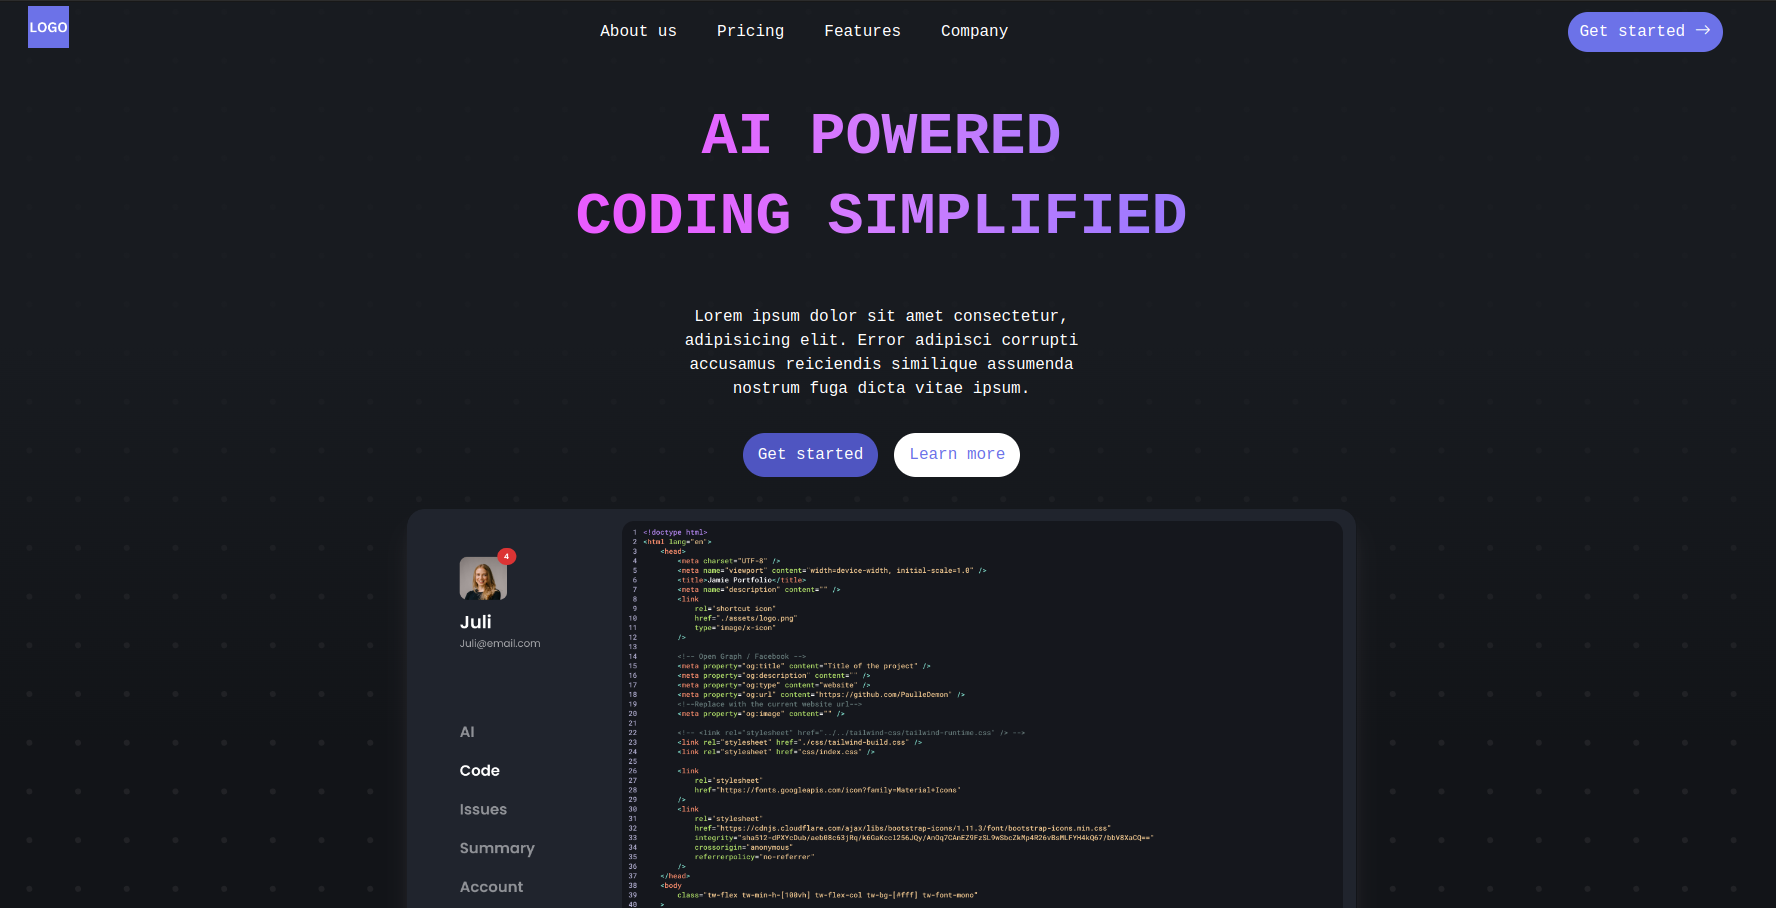 LOGO
About us
Pricing
Features
Company
Get started →
AI POWERED
CODING SIMPLIFIED
Lorem ipsum dolor sit amet consectetur,
adipisicing elit. Error adipisci corrupti
accusamus reiciendis similique assumenda
nostrum fuga dicta vitae ipsum.
Get started
Learn more
4
Juli
Juli@email.com
AI
Code
Issues
Summary
Account
1 <!doctype html>
2 <html lang="en">
3 <head>
4 <meta charset="UTF-8" />
5 <meta name="viewport" content="width=device-width, initial-scale=1.0" />
6 <title>Jamie Portfolio</title>
7 <meta name="description" content="" />
8 <link
9 rel="shortcut icon"
10 href="./assets/logo.png"
11 type="image/x-icon"
12 />
13
14 <!-- Open Graph / Facebook -->
15 <meta property="og:title" content="Title of the project" />
16 <meta property="og:description" content="" />
17 <meta property="og:type" content="website" />
18 <meta property="og:url" content="https://github.com/PaulleDemon" />
19 <!--Replace with the current website url-->
20 <meta property="og:image" content="" />
21
22 <!-- <link rel="stylesheet" href="../../tailwind-css/tailwind-runtime.css" /> -->
23 <link rel="stylesheet" href="./css/tailwind-build.css" />
24 <link rel="stylesheet" href="css/index.css" />
25
26 <link
27 rel="stylesheet"
28 href="https://fonts.googleapis.com/icon?family=Material+Icons"
29 />
30 <link
31 rel="stylesheet"
32 href="https://cdnjs.cloudflare.com/ajax/libs/bootstrap-icons/1.11.3/font/bootstrap-icons.min.css"
33 integrity=
34 crossorigin="anonymous"
35 referrerpolicy="no-referrer"
36 />
37 </head>
38 <body
39 class="tw-flex tw-min-h-[100vh] tw-flex-col tw-bg-[#fff] tw-font-mono"
40 >